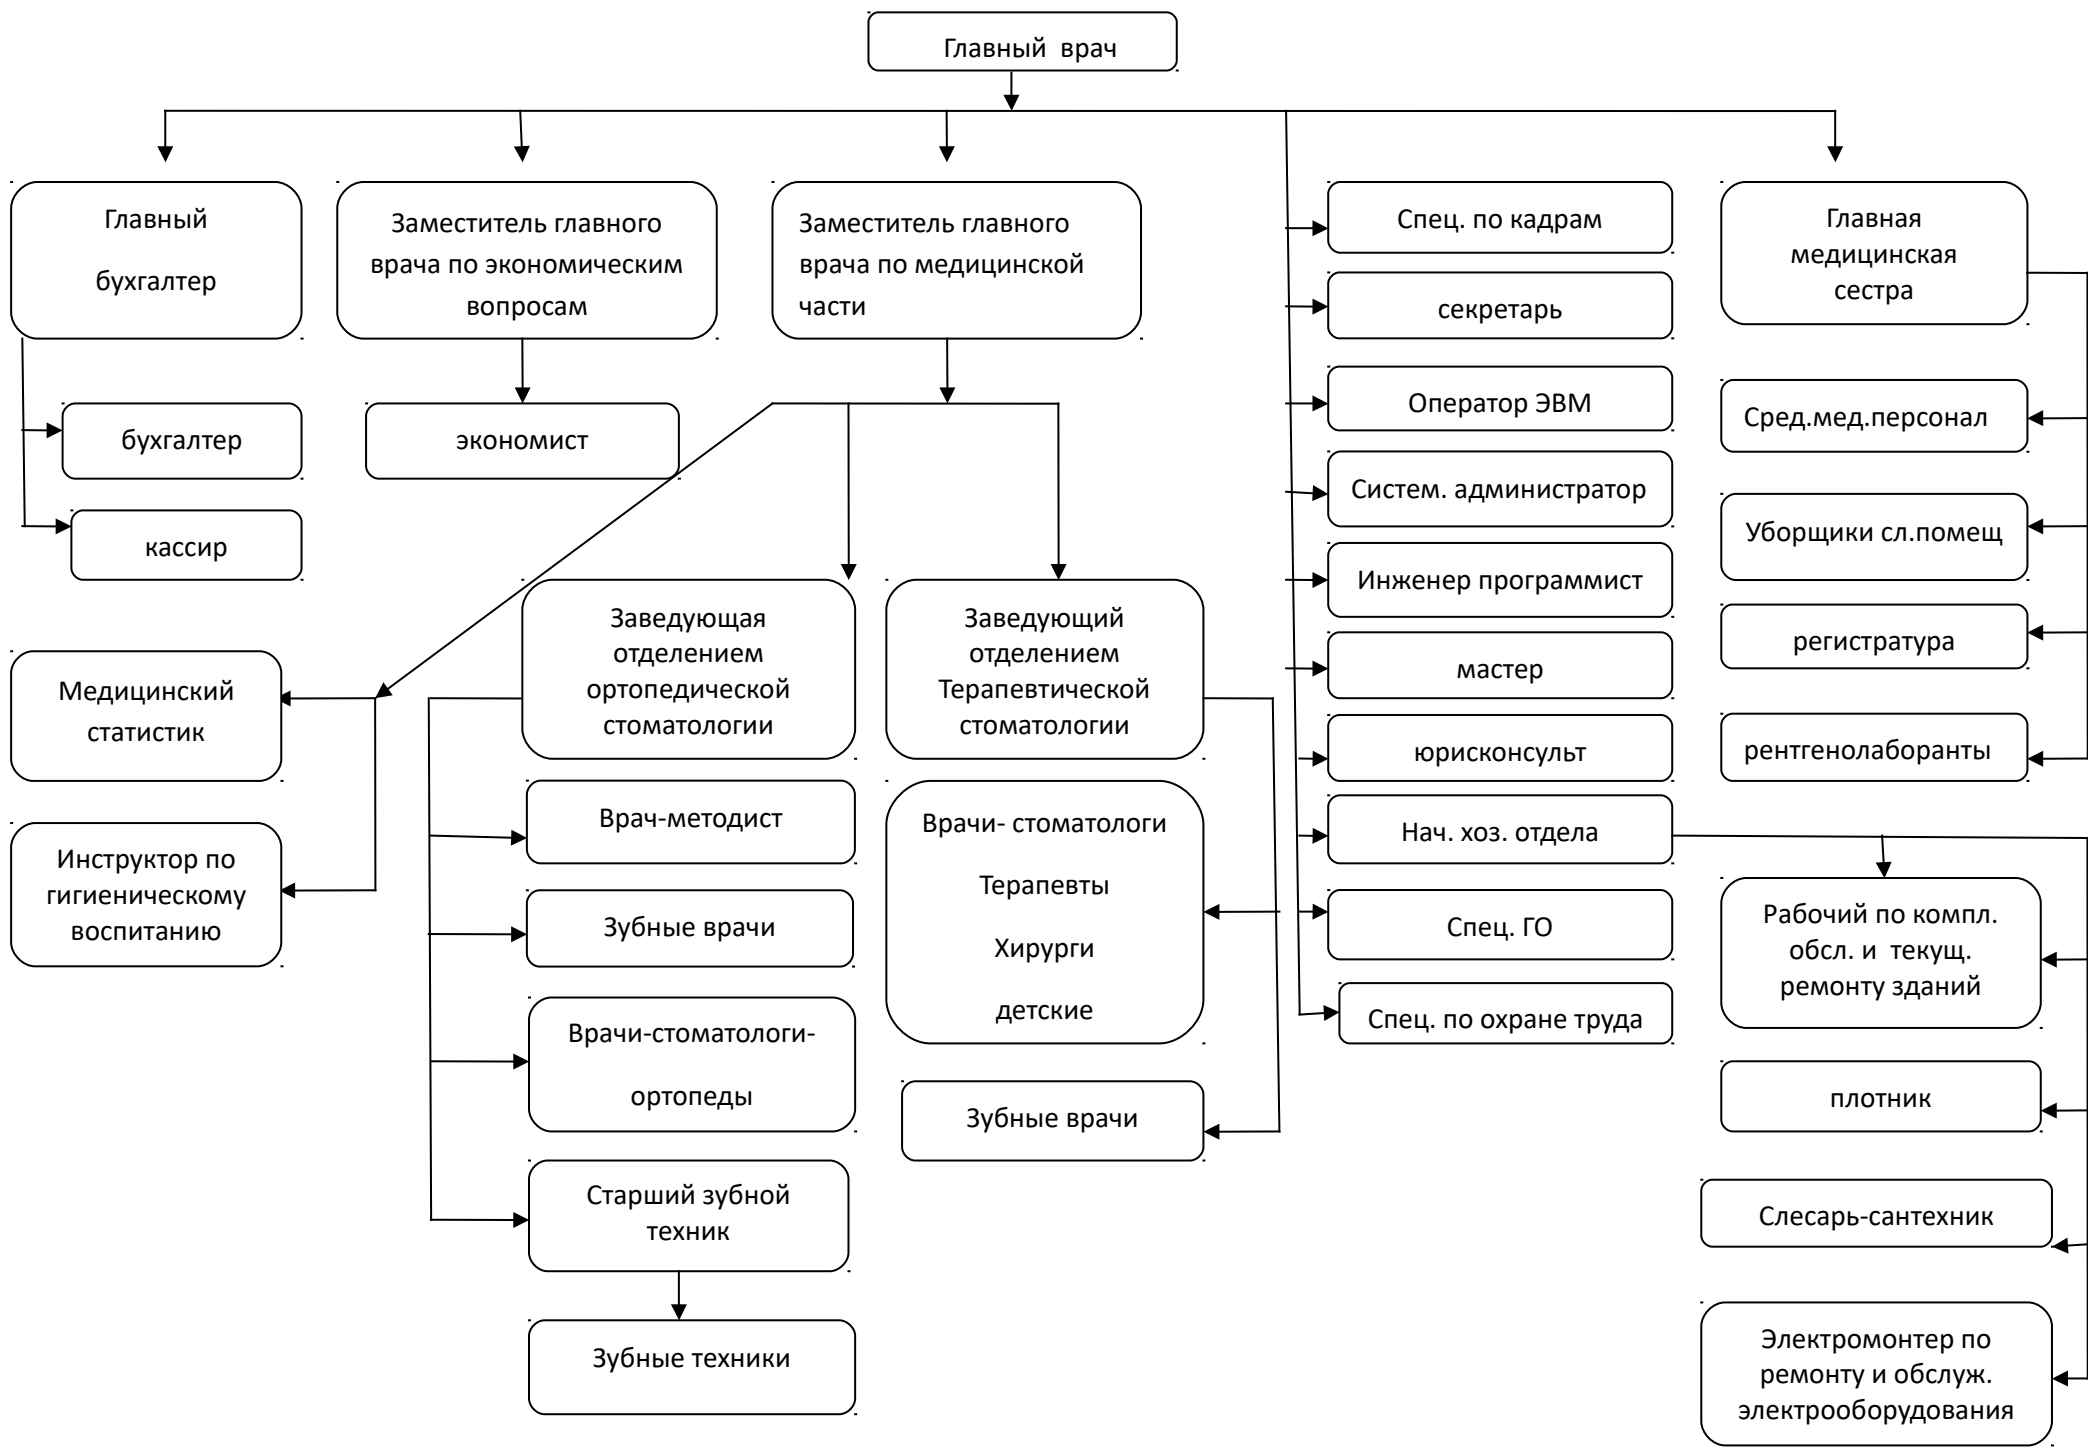 Главный врач
Главный
бухгалтер
Заместитель главного
врача по экономическим
вопросам
Заместитель главного
врача по медицинской
части
Спец. по кадрам
Главная
медицинская
сестра
секретарь
Оператор ЭВМ
Сред.мед.персонал
бухгалтер
экономист
Систем. администратор
Уборщики сл.помещ
кассир
Инженер программист
Заведующая
отделением
ортопедической
стоматологии
Заведующий
отделением
Терапевтической
стоматологии
мастер
регистратура
Медицинский
статистик
юрисконсульт
рентгенолаборанты
Врач-методист
Врачи- стоматологи
Терапевты
Хирурги
детские
Нач. хоз. отдела
Инструктор по
гигиеническому
воспитанию
Зубные врачи
Спец. ГО
Рабочий по компл.
обсл. и текущ.
ремонту зданий
Врачи-стоматологи-
ортопеды
Спец. по охране труда
Зубные врачи
плотник
Старший зубной
техник
Слесарь-сантехник
Зубные техники
Электромонтер по
ремонту и обслуж.
электрооборудования